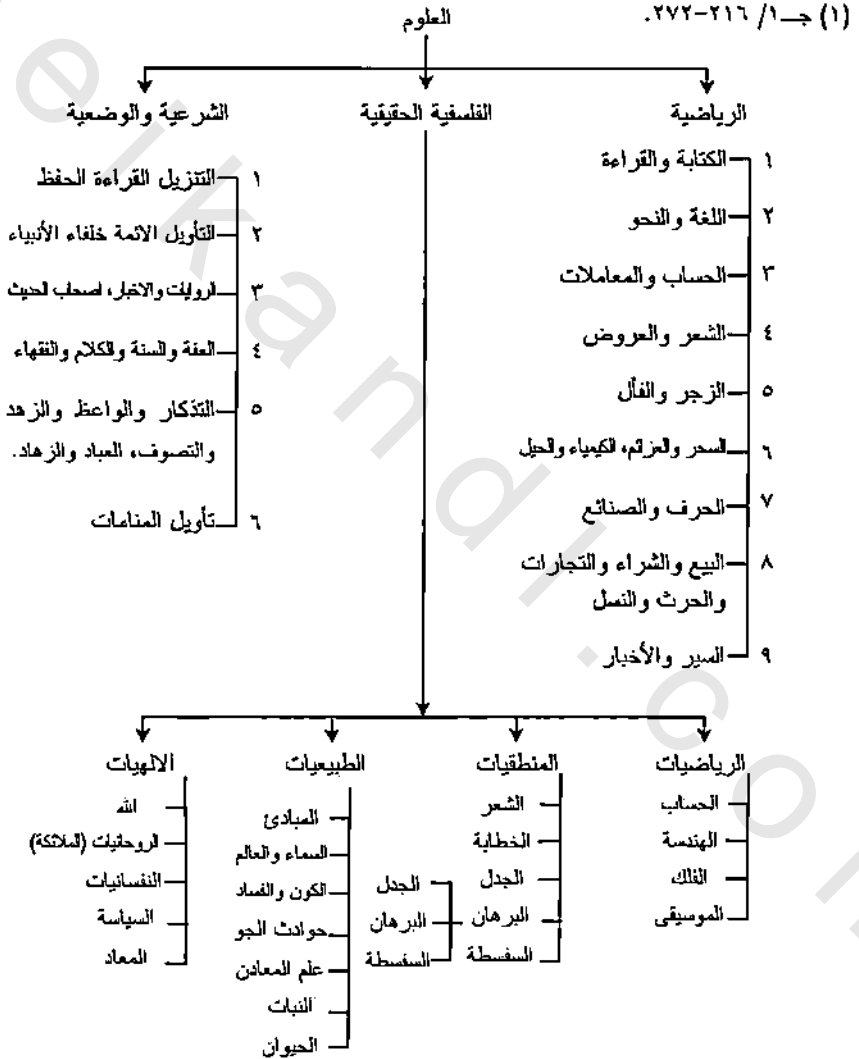 (١) جـ١/ ٢١٦-٢٧٢.
العلوم
الرياضية
١ الكتابة والقراءة
٢ اللغة والنحو
٣ الحساب والمعاملات
٤ الشعر والعروض
٥ الزجر والفأل
٦ السحر والعزائم، الكيمياء والحيل
٧ الحرف والصنائع
٨ البيع والشراء والتجارات
والحرث والنسل
٩ السير والأخبار
الفلسفية الحقيقية
الشرعية والوضعية
١ التنزيل القراءة الحفظ
٢ التأويل الائمة خلفاء الأنبياء
٣ الروايات والاخبار، اصحاب الحديث
٤ العفة والسنة والكلام والفقهاء
٥ التذكار والواعظ والزهد
والتصوف، العباد والزهاد.
٦ تأويل المنامات
الرياضيات
الحساب
الهندسة
الفلك
الموسيقى
المنطقيات
الشعر
الخطابة
الجدل
البرهان
السفسطة
الجدل
البرهان
السفسطة
الطبيعيات
المبادئ
السماء والعالم
الكون والفساد
حوادث الجو
علم المعادن
النبات
الحيوان
الالهيات
الله
الروحانيات (الملائكة)
النفسانيات
السياسة
المعاد
elkandl.com